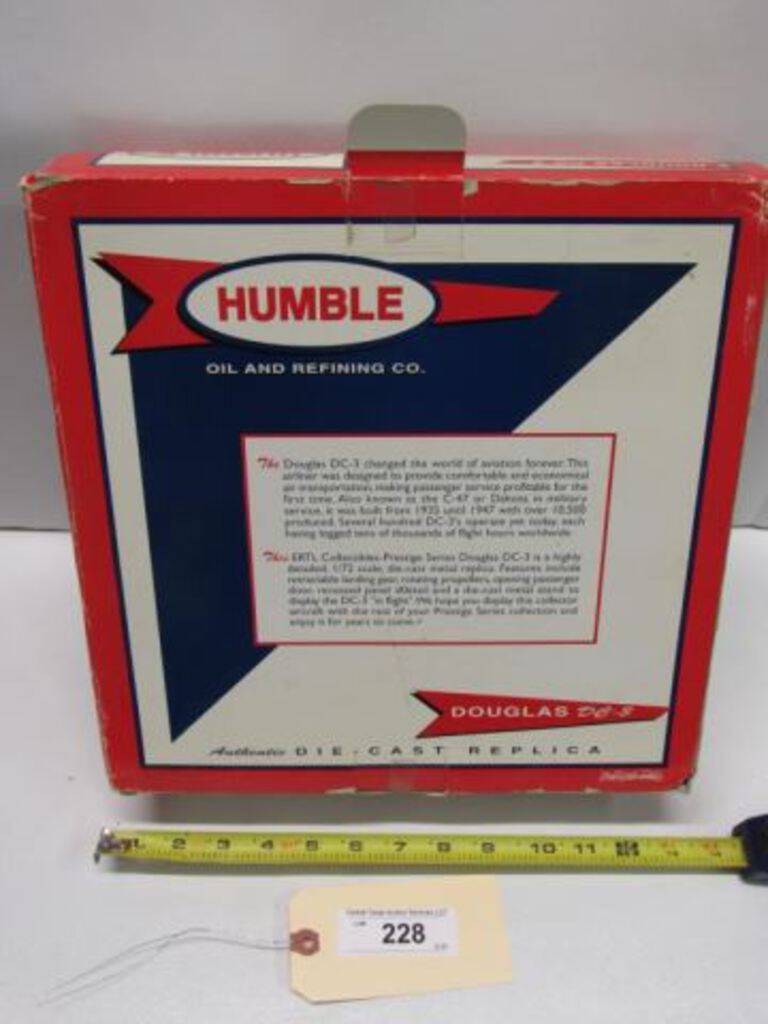 HUMBLE
OIL AND REFINING CO.
The Douglas DC-3 changed the world of aviation forever. This
airliner was designed to provide comfortable and economical
air transportation, making passenger service profitable for the
first time. Also known as the C-47 or Dakota in military
service, it was built from 1935 until 1947 with over 10,500
produced. Several hundred DC-3's operate yet today, each
having logged tens of thousands of flight hours worldwide.
This ERTL Collectibles Prestige Series Douglas DC-3 is a highly
detailed, 1/72 scale, die-cast metal replica. Features include
retractable landing gear, rotating propellers, opening passenger
door, recessed panel detail and a die-cast metal stand to
display the DC-3 "in flight". We hope you display this collector
aircraft with the rest of your Prestige Series collection and
enjoy it for years to come.
DOUGLAS DC-3
Authentic DIE-CAST REPLICA
2 3 4 5 6 7 8 9 10 11
228